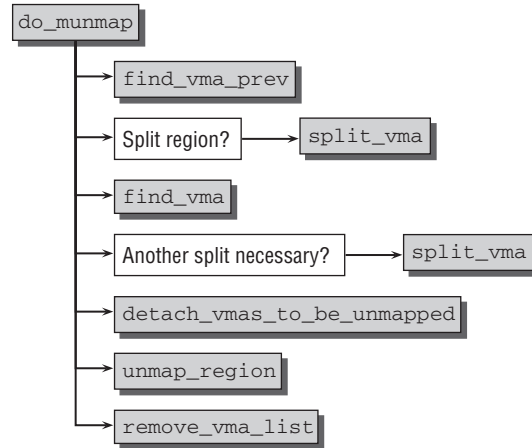 do_munmap
find_vma_prev
Split region?
split_vma
find_vma
Another split necessary?
split_vma
detach_vmas_to_be_unmapped
unmap_region
remove_vma_list